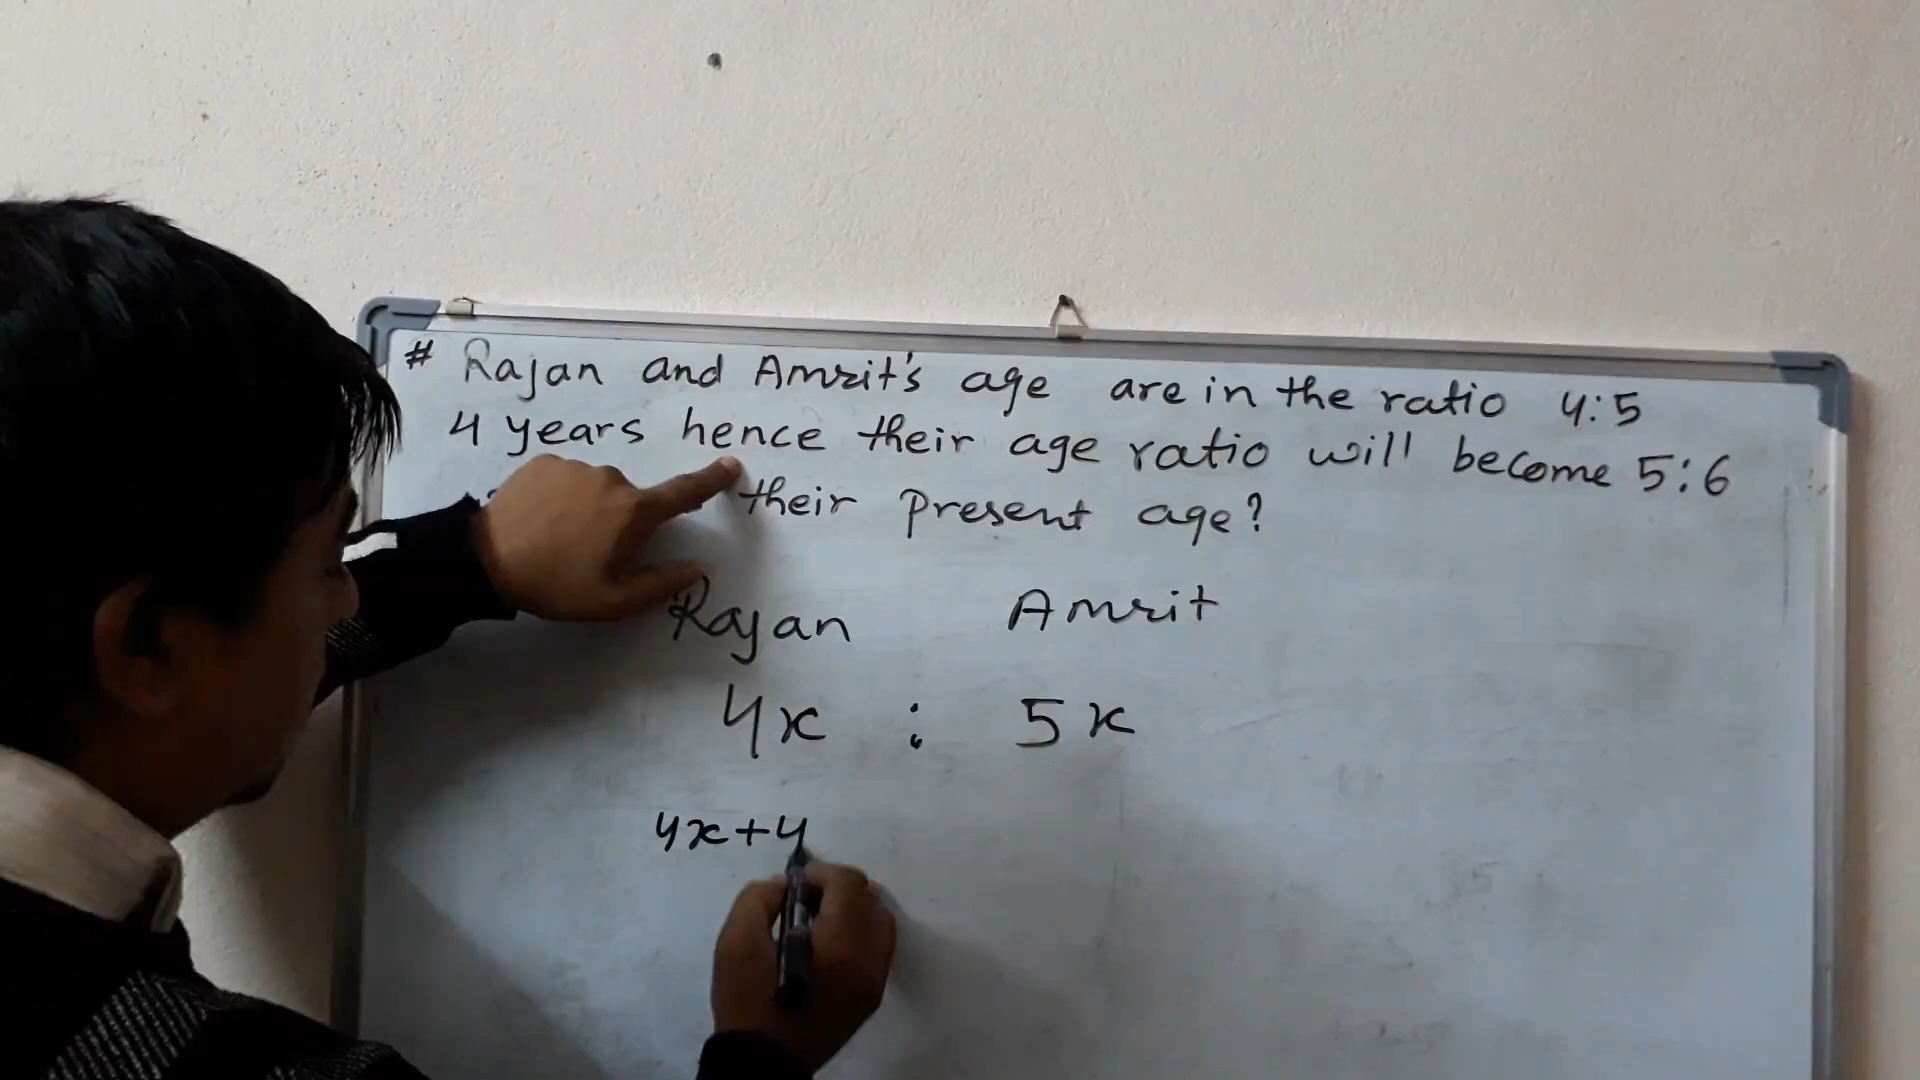 # Rajan and Amrit's age are in the ratio 4:5
4 years hence their age ratio will become 5:6
their present age?
Rajan Amrit
4x : 5x
4x+4